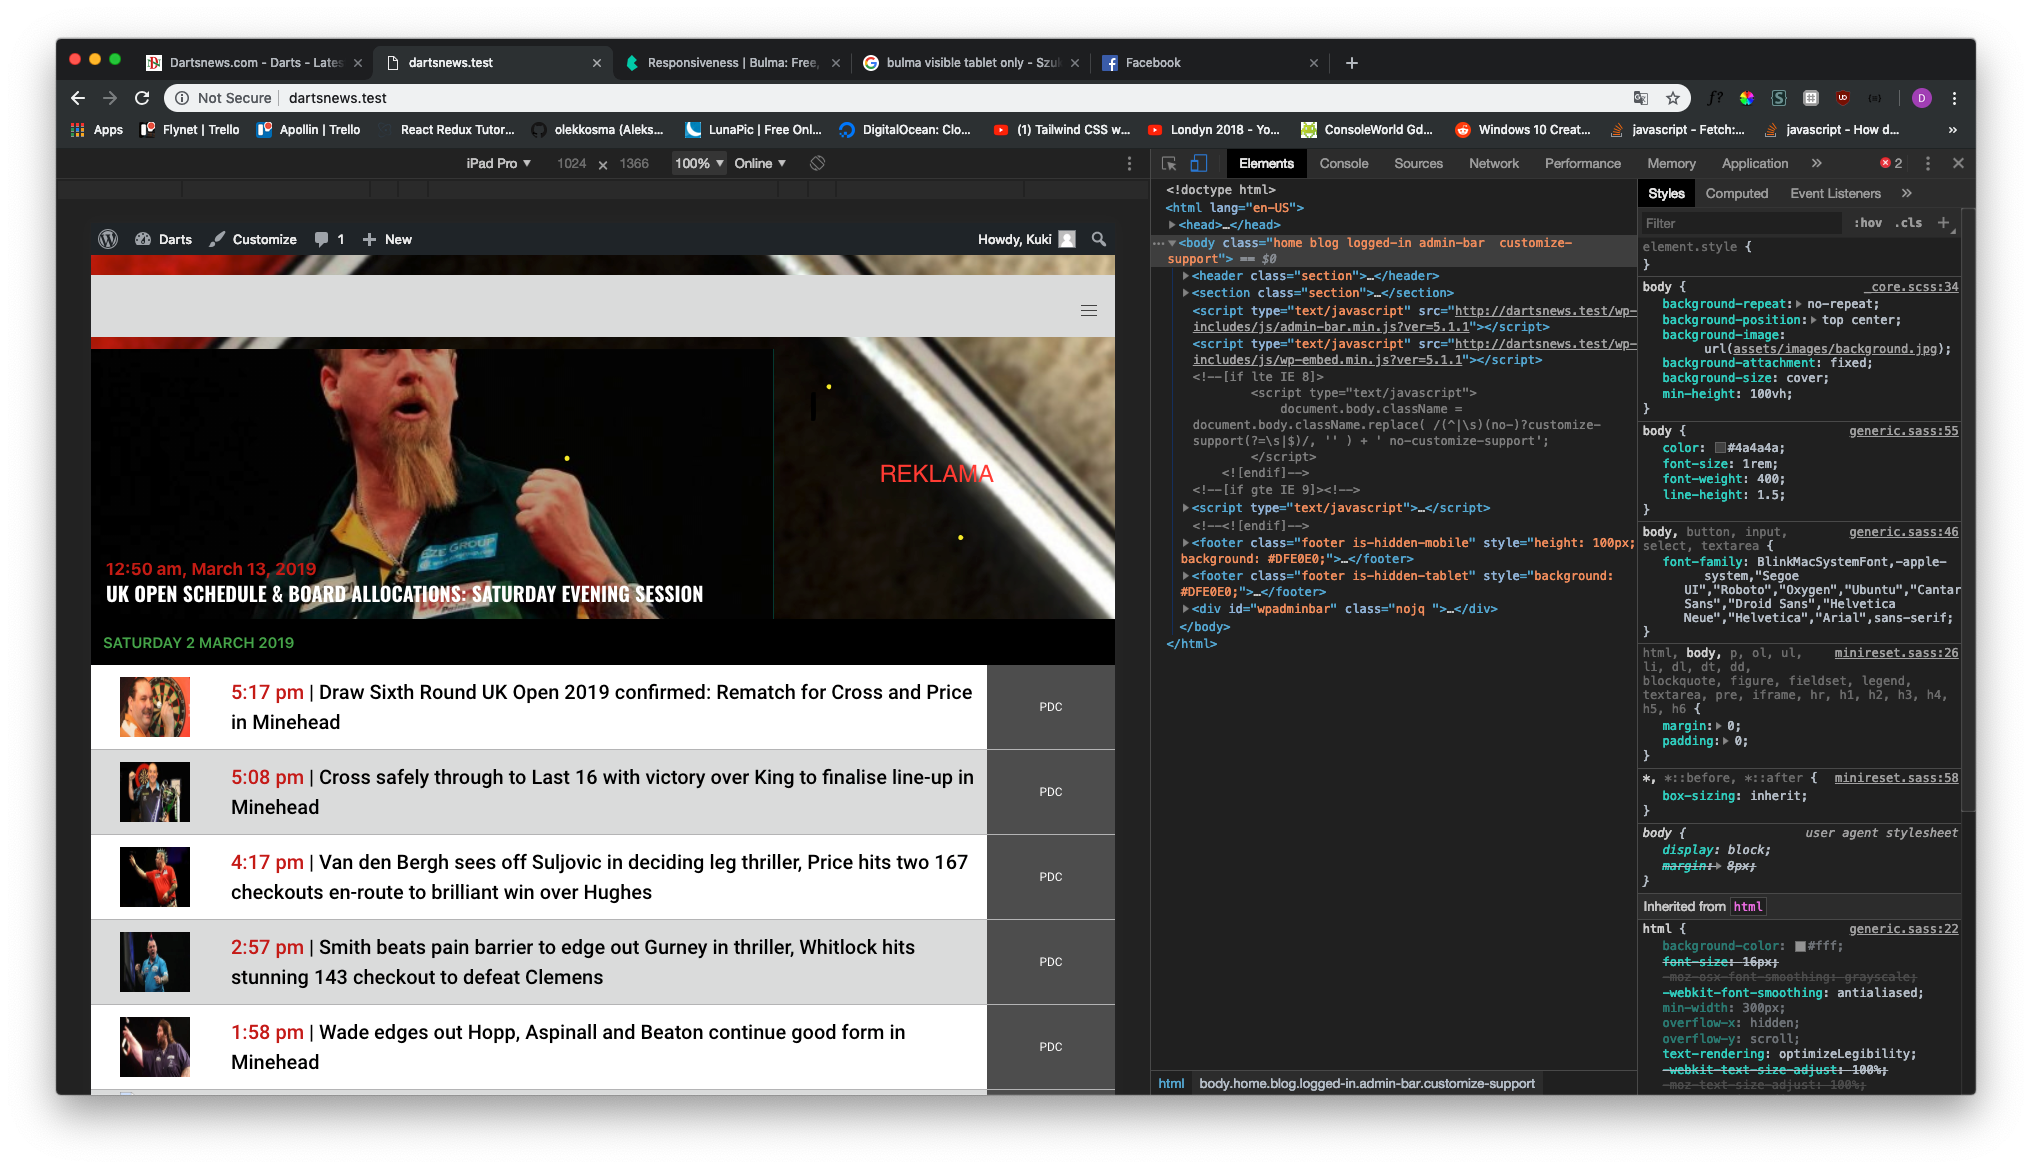 Dartsnews.com - Darts - Lates
dartsnews.test
Responsiveness | Bulma: Free,
bulma visible tablet only - Szuk
Facebook
Not Secure
dartsnews.test
Apps
Flynet | Trello
Apollin | Trello
React Redux Tutor...
olekkosma (Aleks...
LunaPic | Free Onl...
DigitalOcean: Clo...
(1) Tailwind CSS w...
Londyn 2018 - Yo...
ConsoleWorld Gd...
Windows 10 Creat...
javascript - Fetch:...
javascript - How d...
»
iPad Pro ▼ 1024 × 1366 100% ▼ Online ▼
Elements Console Sources Network Performance Memory Application » 2
Darts Customize 1 New
Howdy, Kuki
REKLAMA
12:50 am, March 13, 2019
UK OPEN SCHEDULE & BOARD ALLOCATIONS: SATURDAY EVENING SESSION
SATURDAY 2 MARCH 2019
5:17 pm | Draw Sixth Round UK Open 2019 confirmed: Rematch for Cross and Price
in Minehead
PDC
5:08 pm | Cross safely through to Last 16 with victory over King to finalise line-up in
Minehead
PDC
4:17 pm | Van den Bergh sees off Suljovic in deciding leg thriller, Price hits two 167
checkouts en-route to brilliant win over Hughes
PDC
2:57 pm | Smith beats pain barrier to edge out Gurney in thriller, Whitlock hits
stunning 143 checkout to defeat Clemens
PDC
1:58 pm | Wade edges out Hopp, Aspinall and Beaton continue good form in
Minehead
PDC
<!doctype html>
<html lang="en-US">
<head>…</head>
<body class="home blog logged-in admin-bar  customize-
support"> == $0
<header class="section">…</header>
<section class="section">…</section>
<script type="text/javascript" src="http://dartsnews.test/wp-
includes/js/admin-bar.min.js?ver=5.1.1"></script>
<script type="text/javascript" src="http://dartsnews.test/wp-
includes/js/wp-embed.min.js?ver=5.1.1"></script>
<!--[if lte IE 8]>
<script type="text/javascript">
document.body.className =
document.body.className.replace( /(^|\s)(no-)?customize-
support(?=\s|$)/, '' ) + ' no-customize-support';
</script>
<![endif]-->
<!--[if gte IE 9]><!-->
<script type="text/javascript">…</script>
<!--<![endif]-->
<footer class="footer is-hidden-mobile" style="height: 100px;
background: #DFE0E0;">…</footer>
<footer class="footer is-hidden-tablet" style="background:
#DFE0E0;">…</footer>
<div id="wpadminbar" class="nojq ">…</div>
</body>
</html>
html body.home.blog.logged-in.admin-bar.customize-support
Styles Computed Event Listeners »
Filter :hov .cls +
element.style {
}
body { _core.scss:34
background-repeat: no-repeat;
background-position: top center;
background-image:
url(assets/images/background.jpg);
background-attachment: fixed;
background-size: cover;
min-height: 100vh;
}
body { generic.sass:55
color: #4a4a4a;
font-size: 1rem;
font-weight: 400;
line-height: 1.5;
}
body, button, input, generic.sass:46
select, textarea {
font-family: BlinkMacSystemFont,-apple-
system,"Segoe
UI","Roboto","Oxygen","Ubuntu","Cantar
Sans","Droid Sans","Helvetica
Neue","Helvetica","Arial",sans-serif;
}
html, body, p, ol, ul, minireset.sass:26
li, dl, dt, dd,
blockquote, figure, fieldset, legend,
textarea, pre, iframe, hr, h1, h2, h3, h4,
h5, h6 {
margin: 0;
padding: 0;
}
*, *::before, *::after { minireset.sass:58
box-sizing: inherit;
}
body { user agent stylesheet
display: block;
margin: 8px;
}
Inherited from html
html { generic.sass:22
background-color: #fff;
font-size: 16px;
-moz-osx-font-smoothing: grayscale;
-webkit-font-smoothing: antialiased;
min-width: 300px;
overflow-x: hidden;
overflow-y: scroll;
text-rendering: optimizeLegibility;
-webkit-text-size-adjust: 100%;
-moz-text-size-adjust: 100%;